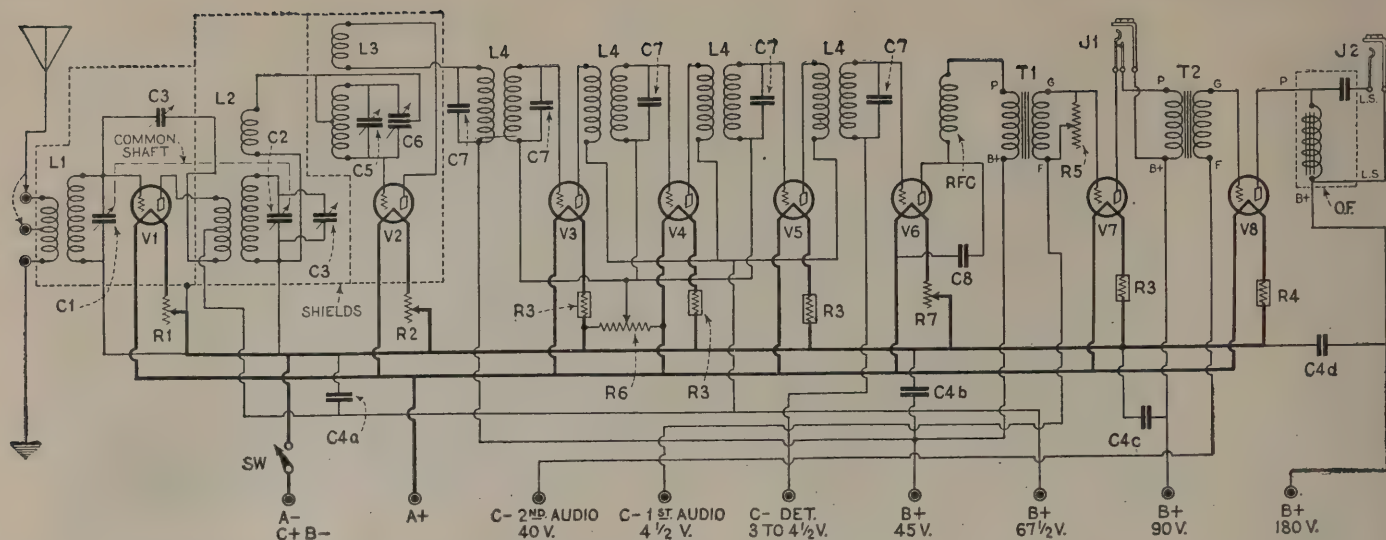 L3
L4
L4
C7
L4
C7
L4
C7
J1
J2
T1
T2
P
G
P
G
P
L.S.
C3
L2
C2
C6
C5
C7
C7
COMMON SHAFT
L1
R5
RFC
B+
F
B+
F
B+
L.S.
O.F.
V1
V2
V3
V4
V5
V6
V7
V8
C3
C8
C1
R1
SHIELDS
R2
R3
R3
R7
R3
R4
R6
R3
C4a
C4b
C4c
C4d
SW
A-
C+ B-
A+
C- 2ND AUDIO
40 V.
C- 1ST AUDIO
4 1/2 V.
C- DET.
3 TO 4 1/2 V.
B+
45 V.
B+
67 1/2 V.
B+
90 V.
B+
180 V.